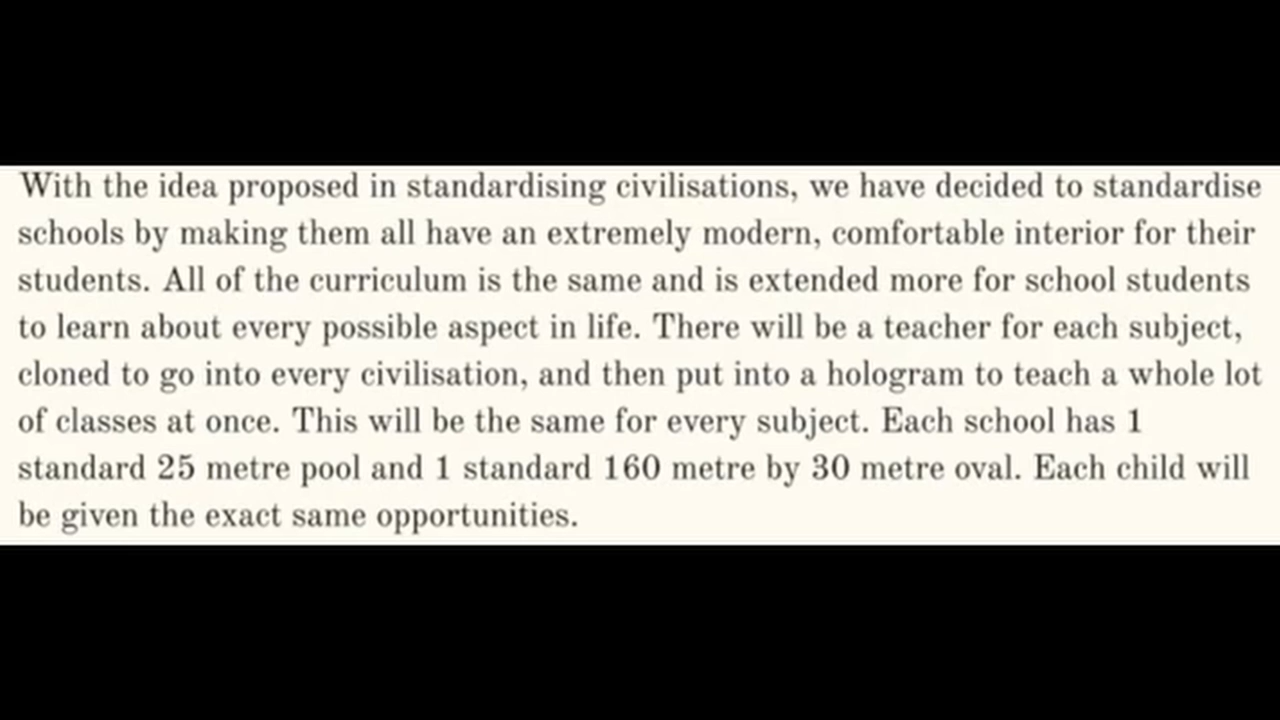 With the idea proposed in standardising civilisations, we have decided to standardise
schools by making them all have an extremely modern, comfortable interior for their
students. All of the curriculum is the same and is extended more for school students
to learn about every possible aspect in life. There will be a teacher for each subject,
cloned to go into every civilisation, and then put into a hologram to teach a whole lot
of classes at once. This will be the same for every subject. Each school has 1
standard 25 metre pool and 1 standard 160 metre by 30 metre oval. Each child will
be given the exact same opportunities.